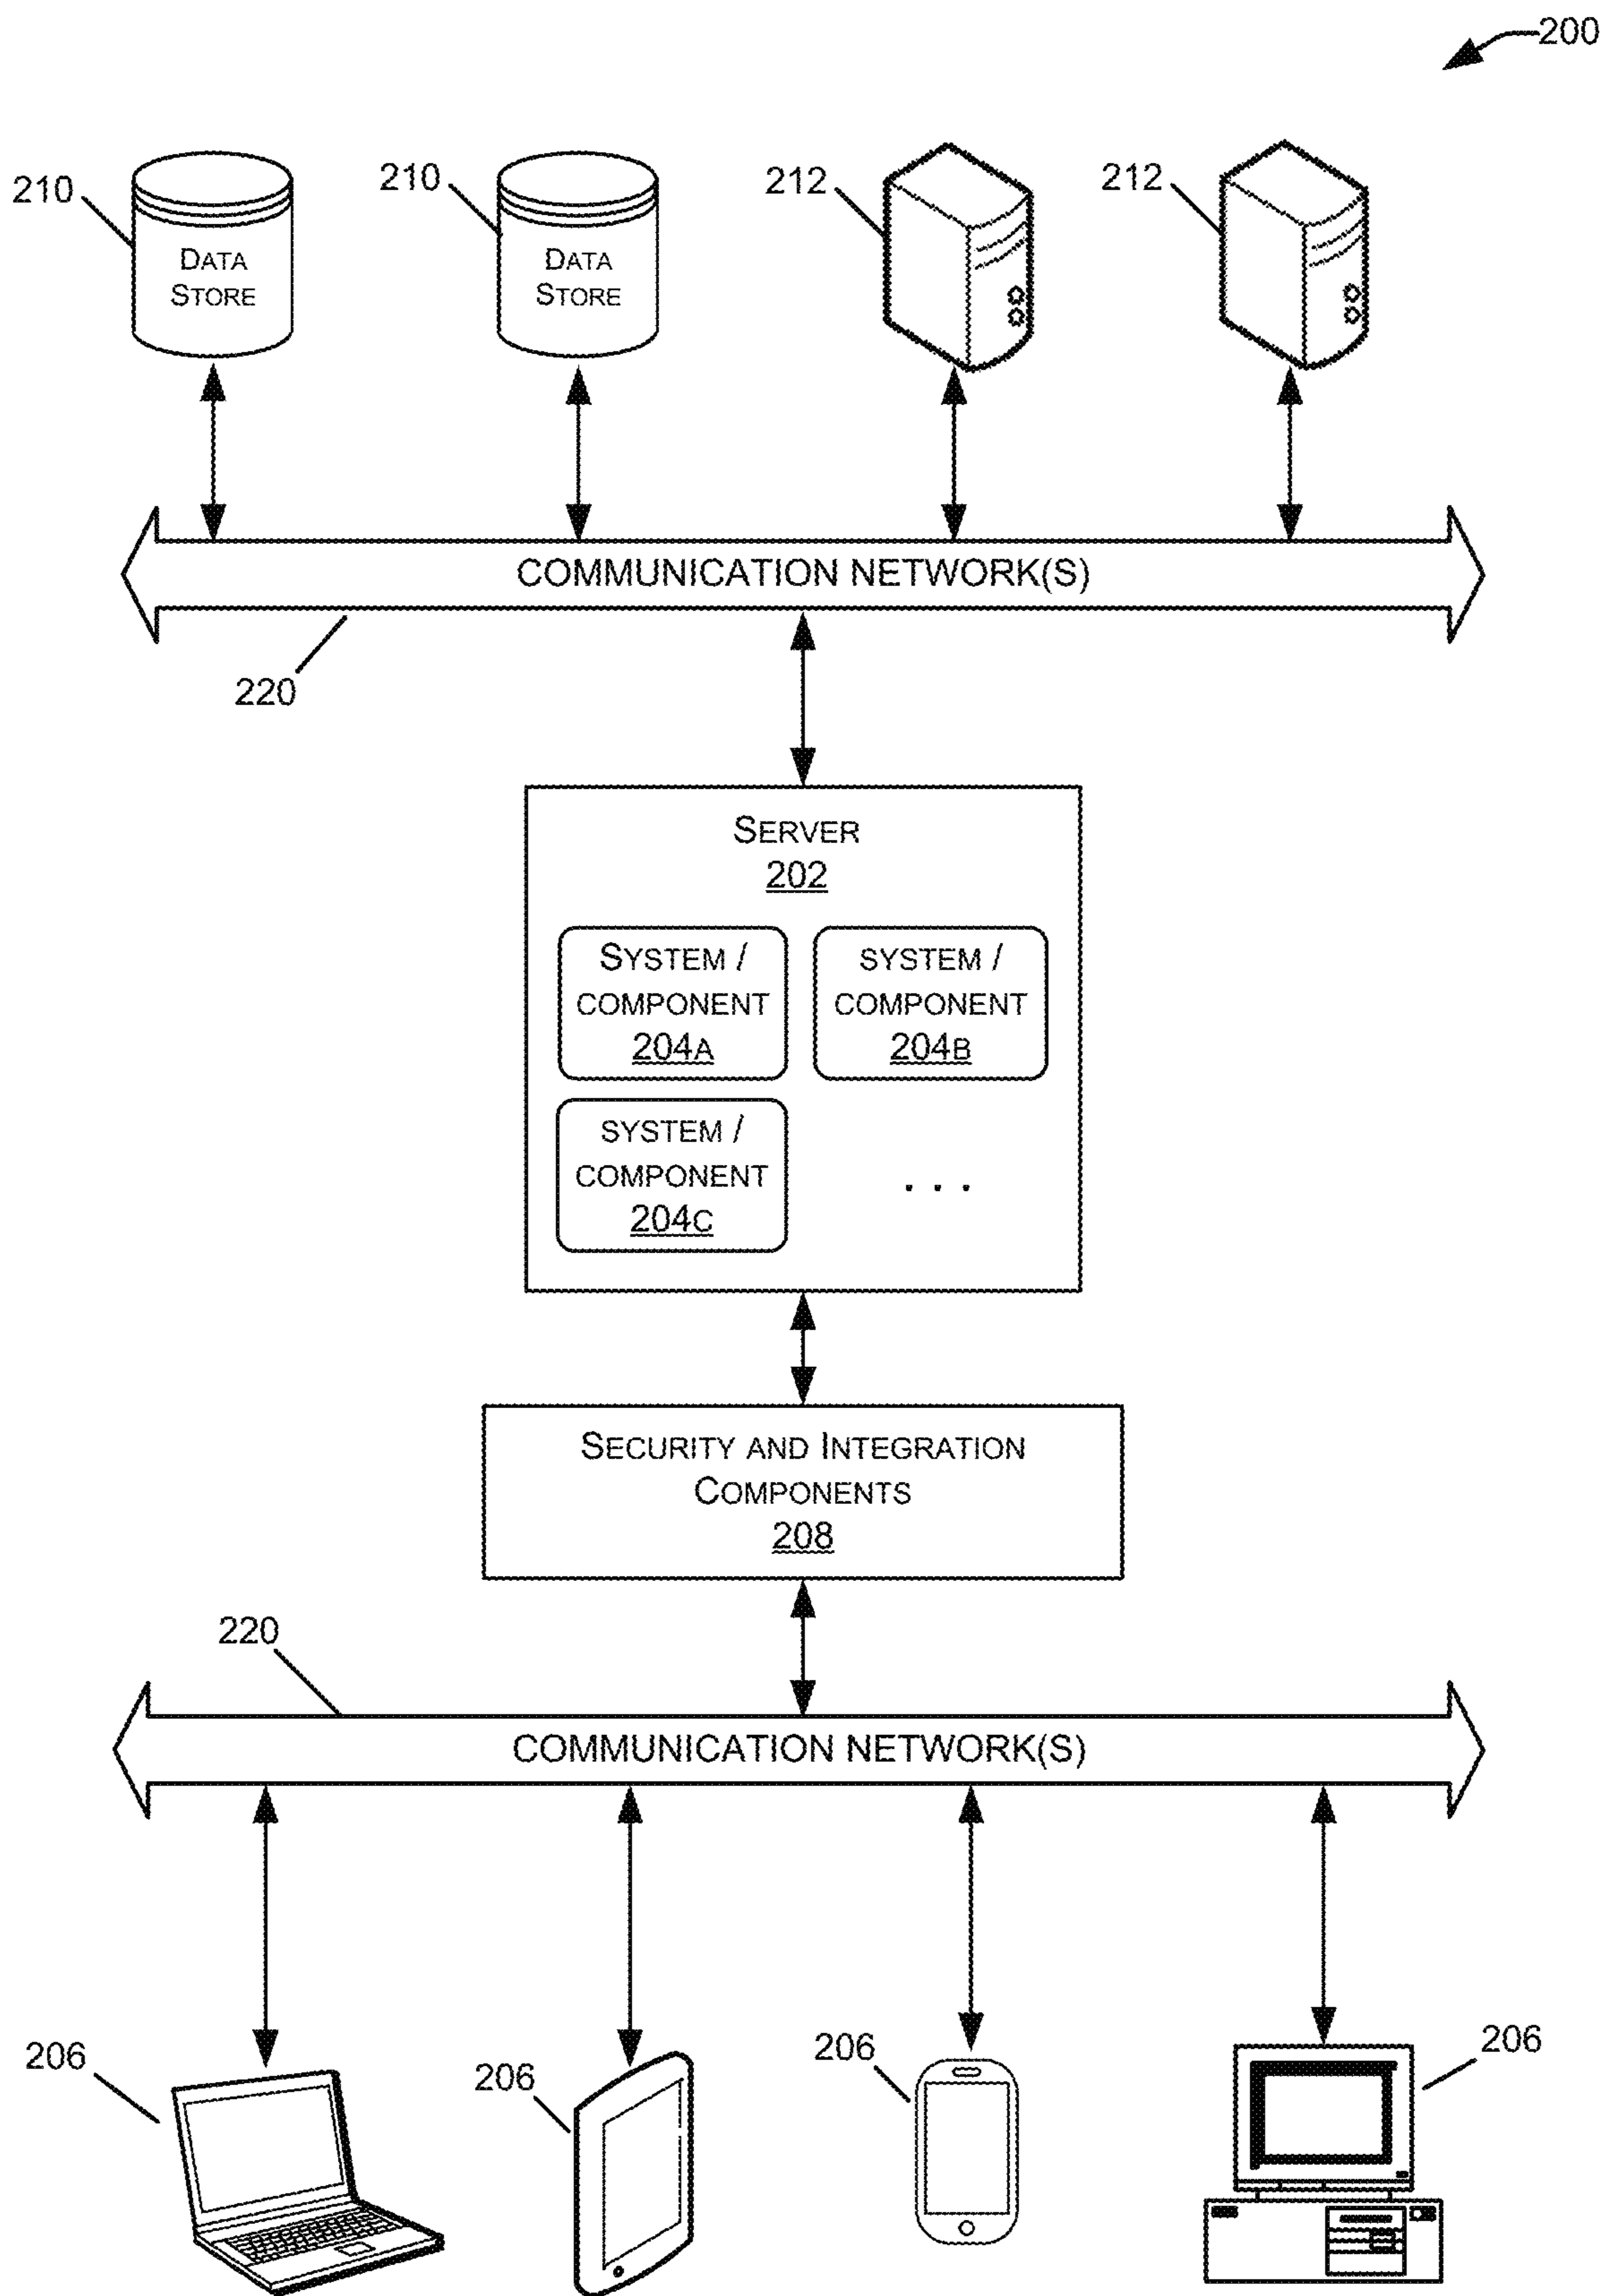 200
210
210
212
212
DATA
STORE
DATA
STORE
COMMUNICATION NETWORK(S)
220
SERVER
202
SYSTEM /
COMPONENT
204A
SYSTEM /
COMPONENT
204B
SYSTEM /
COMPONENT
204C
. . .
SECURITY AND INTEGRATION
COMPONENTS
208
220
COMMUNICATION NETWORK(S)
206
206
206
206